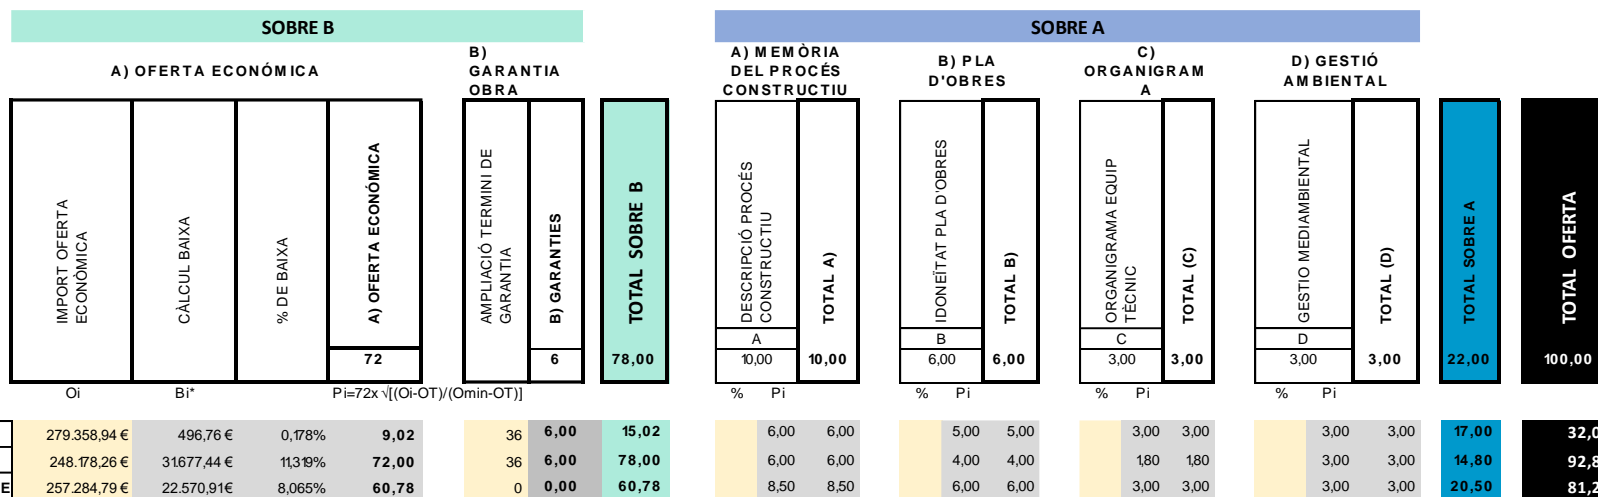 SOBRE B SOBRE A
A) OFERTA ECONÓMICA
B)
GARANTIA
OBRA
A) MEMÒRIA
DEL PROCÉS
CONSTRUCTIU
B) PLA
D'OBRES
C)
ORGANIGRAM
A
D) GESTIÓ
AMBIENTAL
IMPORT OFERTA
ECONÒMICA
CÀLCUL BAIXA
% DE BAIXA
A) OFERTA ECONÓMICA
AMPLIACIÓ TERMINI DE
GARANTIA
B) GARANTIES
TOTAL SOBRE B
DESCRIPCIÓ PROCÉS
CONSTRUCTIU
TOTAL A)
IDONEÏTAT PLA D'OBRES
TOTAL B)
ORGANIGRAMA EQUIP
TÈCNIC
TOTAL (C)
GESTIO MEDIAMBIENTAL
TOTAL (D)
TOTAL SOBRE A
TOTAL OFERTA
A B C D
72 6 78,00 10,00 10,00 6,00 6,00 3,00 3,00 3,00 3,00 22,00 100,00
Oi Bi* Pi=72x√[(Oi-OT)/(Omin-OT)] % Pi % Pi % Pi % Pi
279.358,94 € 496,76 € 0,178% 9,02 36 6,00 15,02 6,00 6,00 5,00 5,00 3,00 3,00 3,00 3,00 17,00 32,0
248.178,26 € 31.677,44 € 11,319% 72,00 36 6,00 78,00 6,00 6,00 4,00 4,00 1,80 1,80 3,00 3,00 14,80 92,8
E 257.284,79 € 22.570,91 € 8,065% 60,78 0 0,00 60,78 8,50 8,50 6,00 6,00 3,00 3,00 3,00 3,00 20,50 81,2